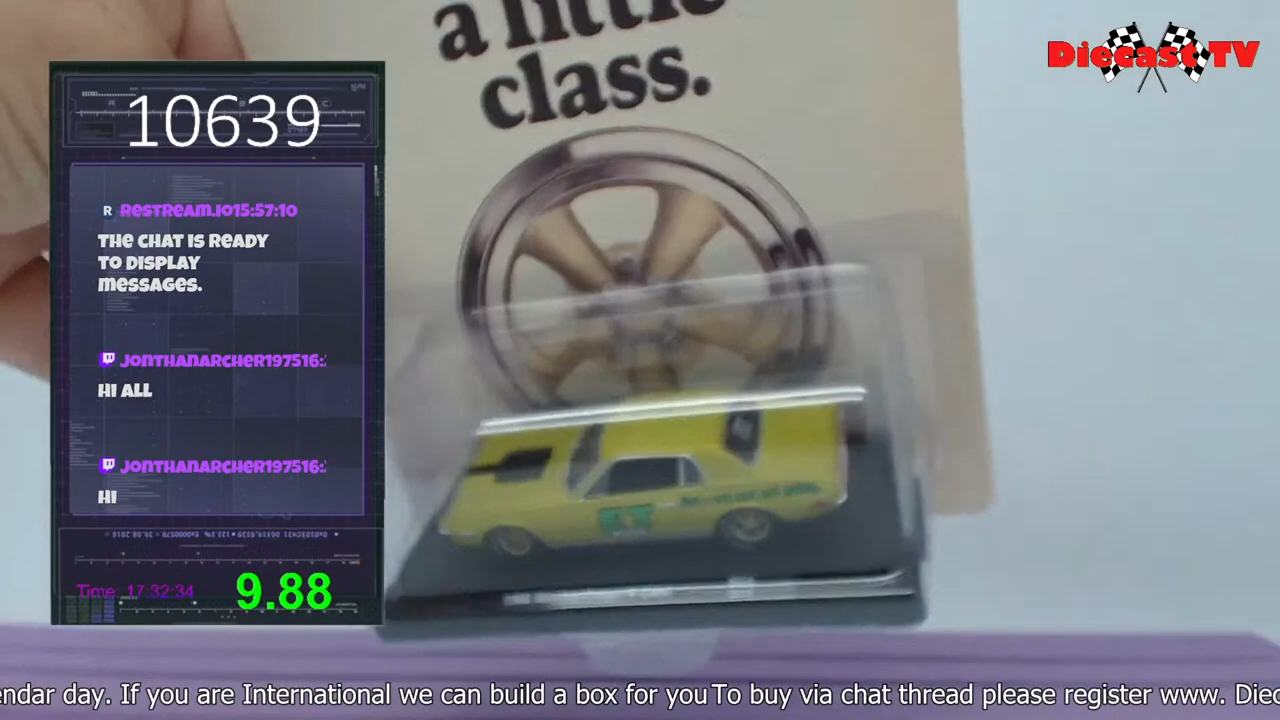 a little
class.
Diecast TV
10639
R Restream.io15:57:10
THE CHAT IS READY
TO DISPLAY
MESSAGES.
JONTHANARCHER197516:
HI ALL
JONTHANARCHER197516:
HI
Time: 17:32:34
9.88
endar day. If you are International we can build a box for you To buy via chat thread please register www. Diec